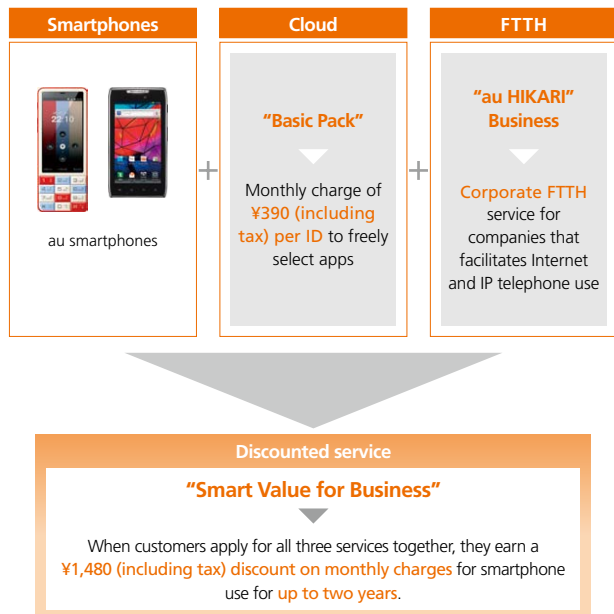 Smartphones
au smartphones
+
Cloud
“Basic Pack”
Monthly charge of
¥390 (including
tax) per ID to freely
select apps
+
FTTH
“au HIKARI”
Business
Corporate FTTH
service for
companies that
facilitates Internet
and IP telephone use
Discounted service
“Smart Value for Business”
When customers apply for all three services together, they earn a
¥1,480 (including tax) discount on monthly charges for smartphone
use for up to two years.